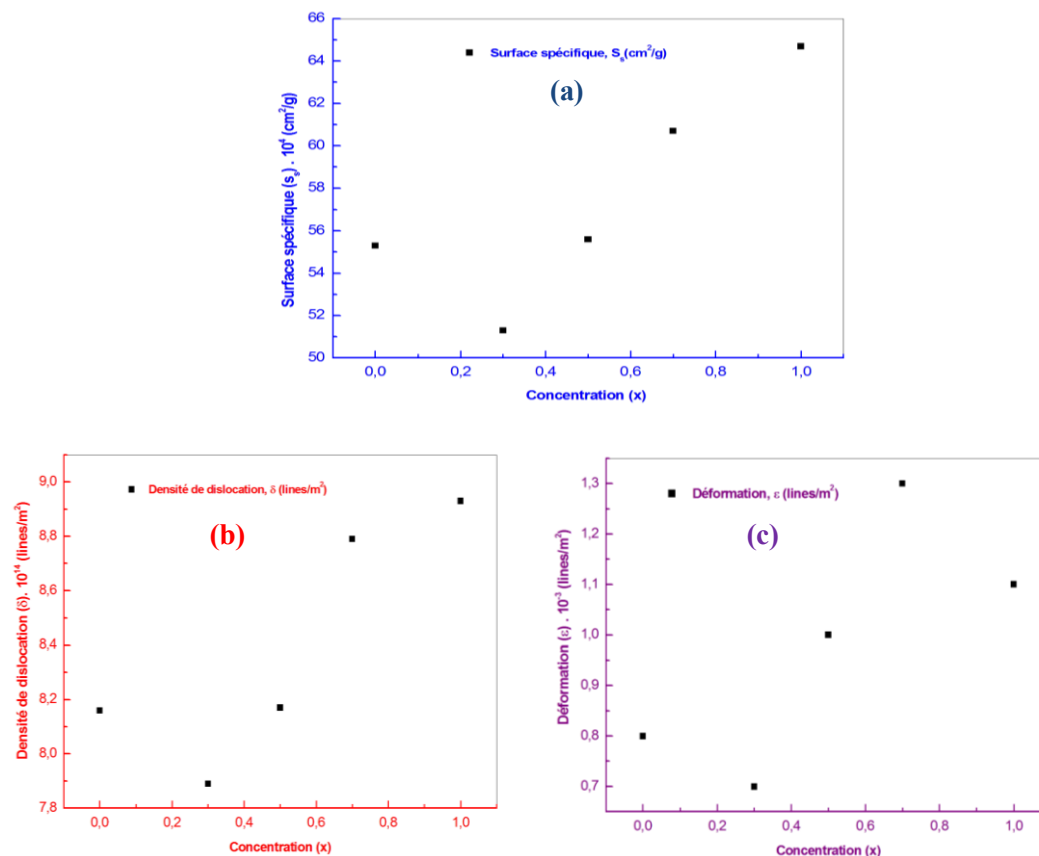 66
64
62
60
58
56
54
52
50
Surface spécifique (s_s) . 10⁴ (cm²/g)
Surface spécifique, S_s(cm²/g)
(a)
0,0 0,2 0,4 0,6 0,8 1,0
Concentration (x)
9,0
8,8
8,6
8,4
8,2
8,0
7,8
Densité de dislocation (δ). 10¹⁴ (lines/m²)
Densité de dislocation, δ (lines/m²)
(b)
0,0 0,2 0,4 0,6 0,8 1,0
Concentration (x)
1,3
1,2
1,1
1,0
0,9
0,8
0,7
Déformation (ε) . 10⁻³ (lines/m²)
Déformation, ε (lines/m²)
(c)
0,0 0,2 0,4 0,6 0,8 1,0
Concentration (x)